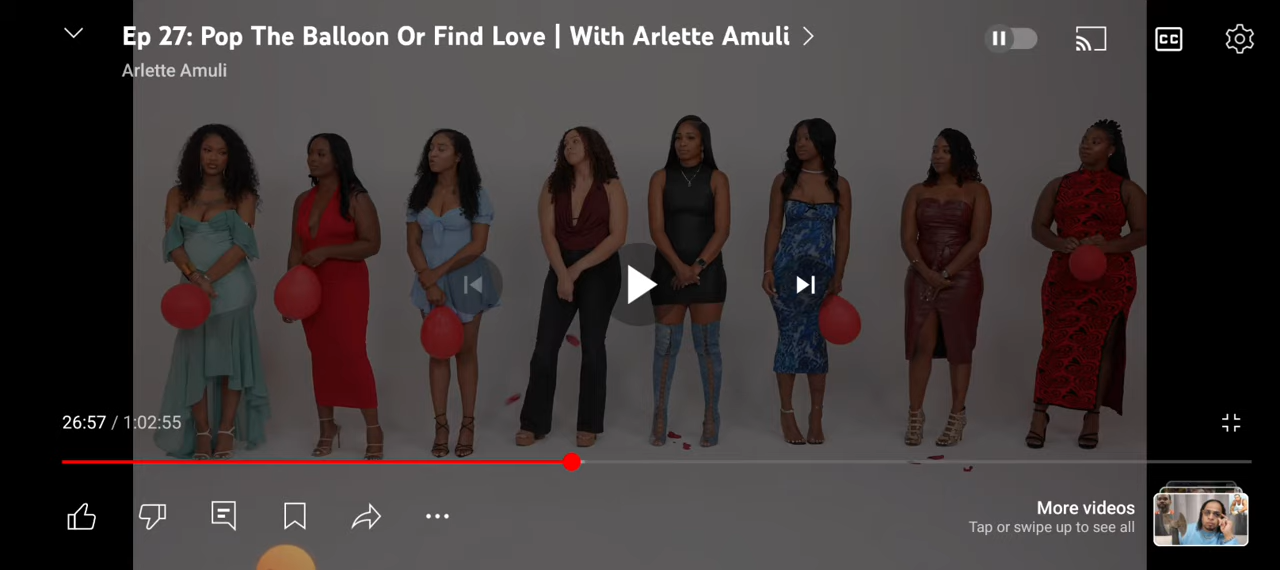 Ep 27: Pop The Balloon Or Find Love | With Arlette Amuli
Arlette Amuli
CC
26:57 / 1:02:55
More videos
Tap or swipe up to see all